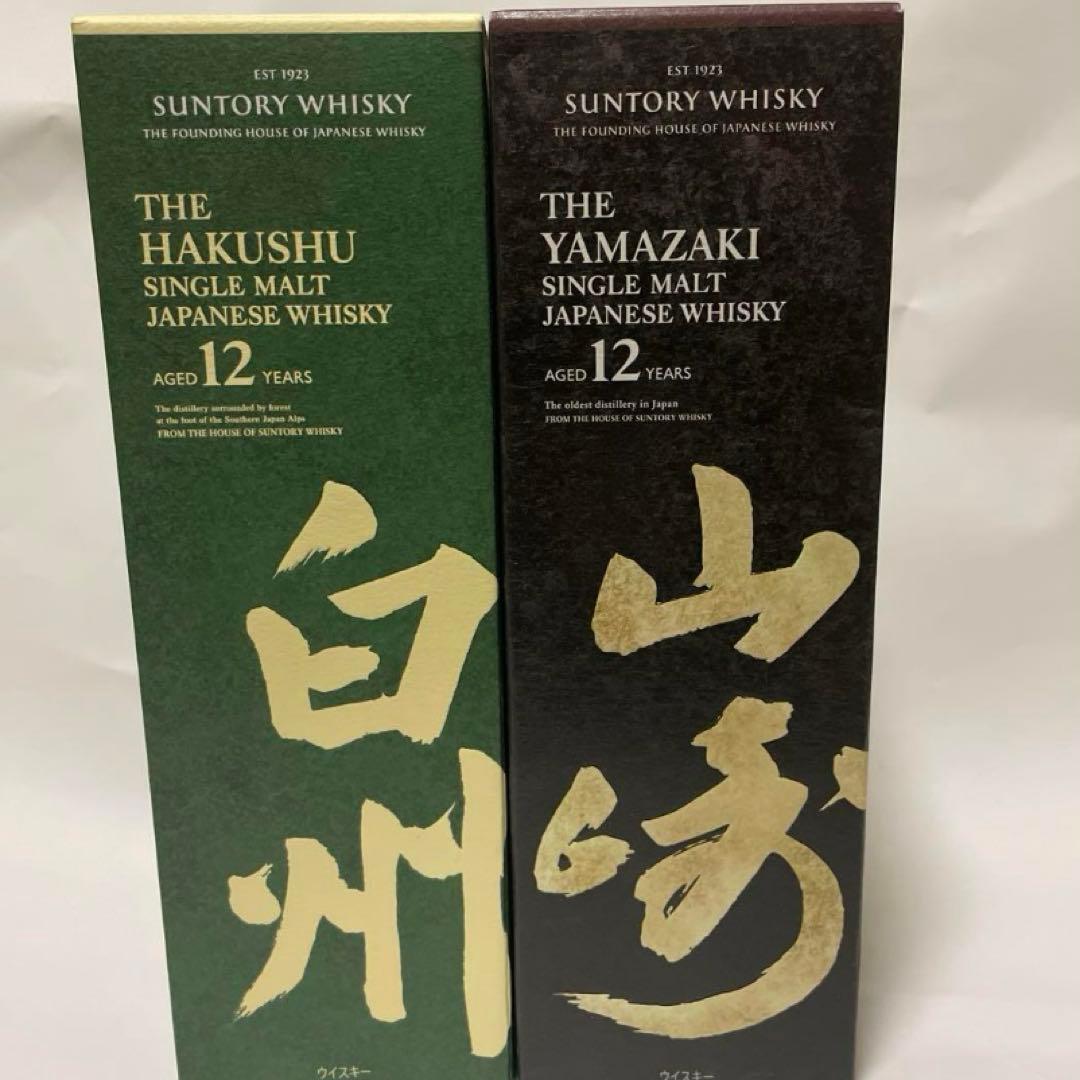 EST 1923
SUNTORY WHISKY
THE FOUNDING HOUSE OF JAPANESE WHISKY
THE
HAKUSHU
SINGLE MALT
JAPANESE WHISKY
AGED 12 YEARS
The distillery surrounded by forest
at the foot of the Southern Japan Alps
FROM THE HOUSE OF SUNTORY WHISKY
白州
ウイスキー
EST 1923
SUNTORY WHISKY
THE FOUNDING HOUSE OF JAPANESE WHISKY
THE
YAMAZAKI
SINGLE MALT
JAPANESE WHISKY
AGED 12 YEARS
The oldest distillery in Japan
FROM THE HOUSE OF SUNTORY WHISKY
山崎
ウイスキー